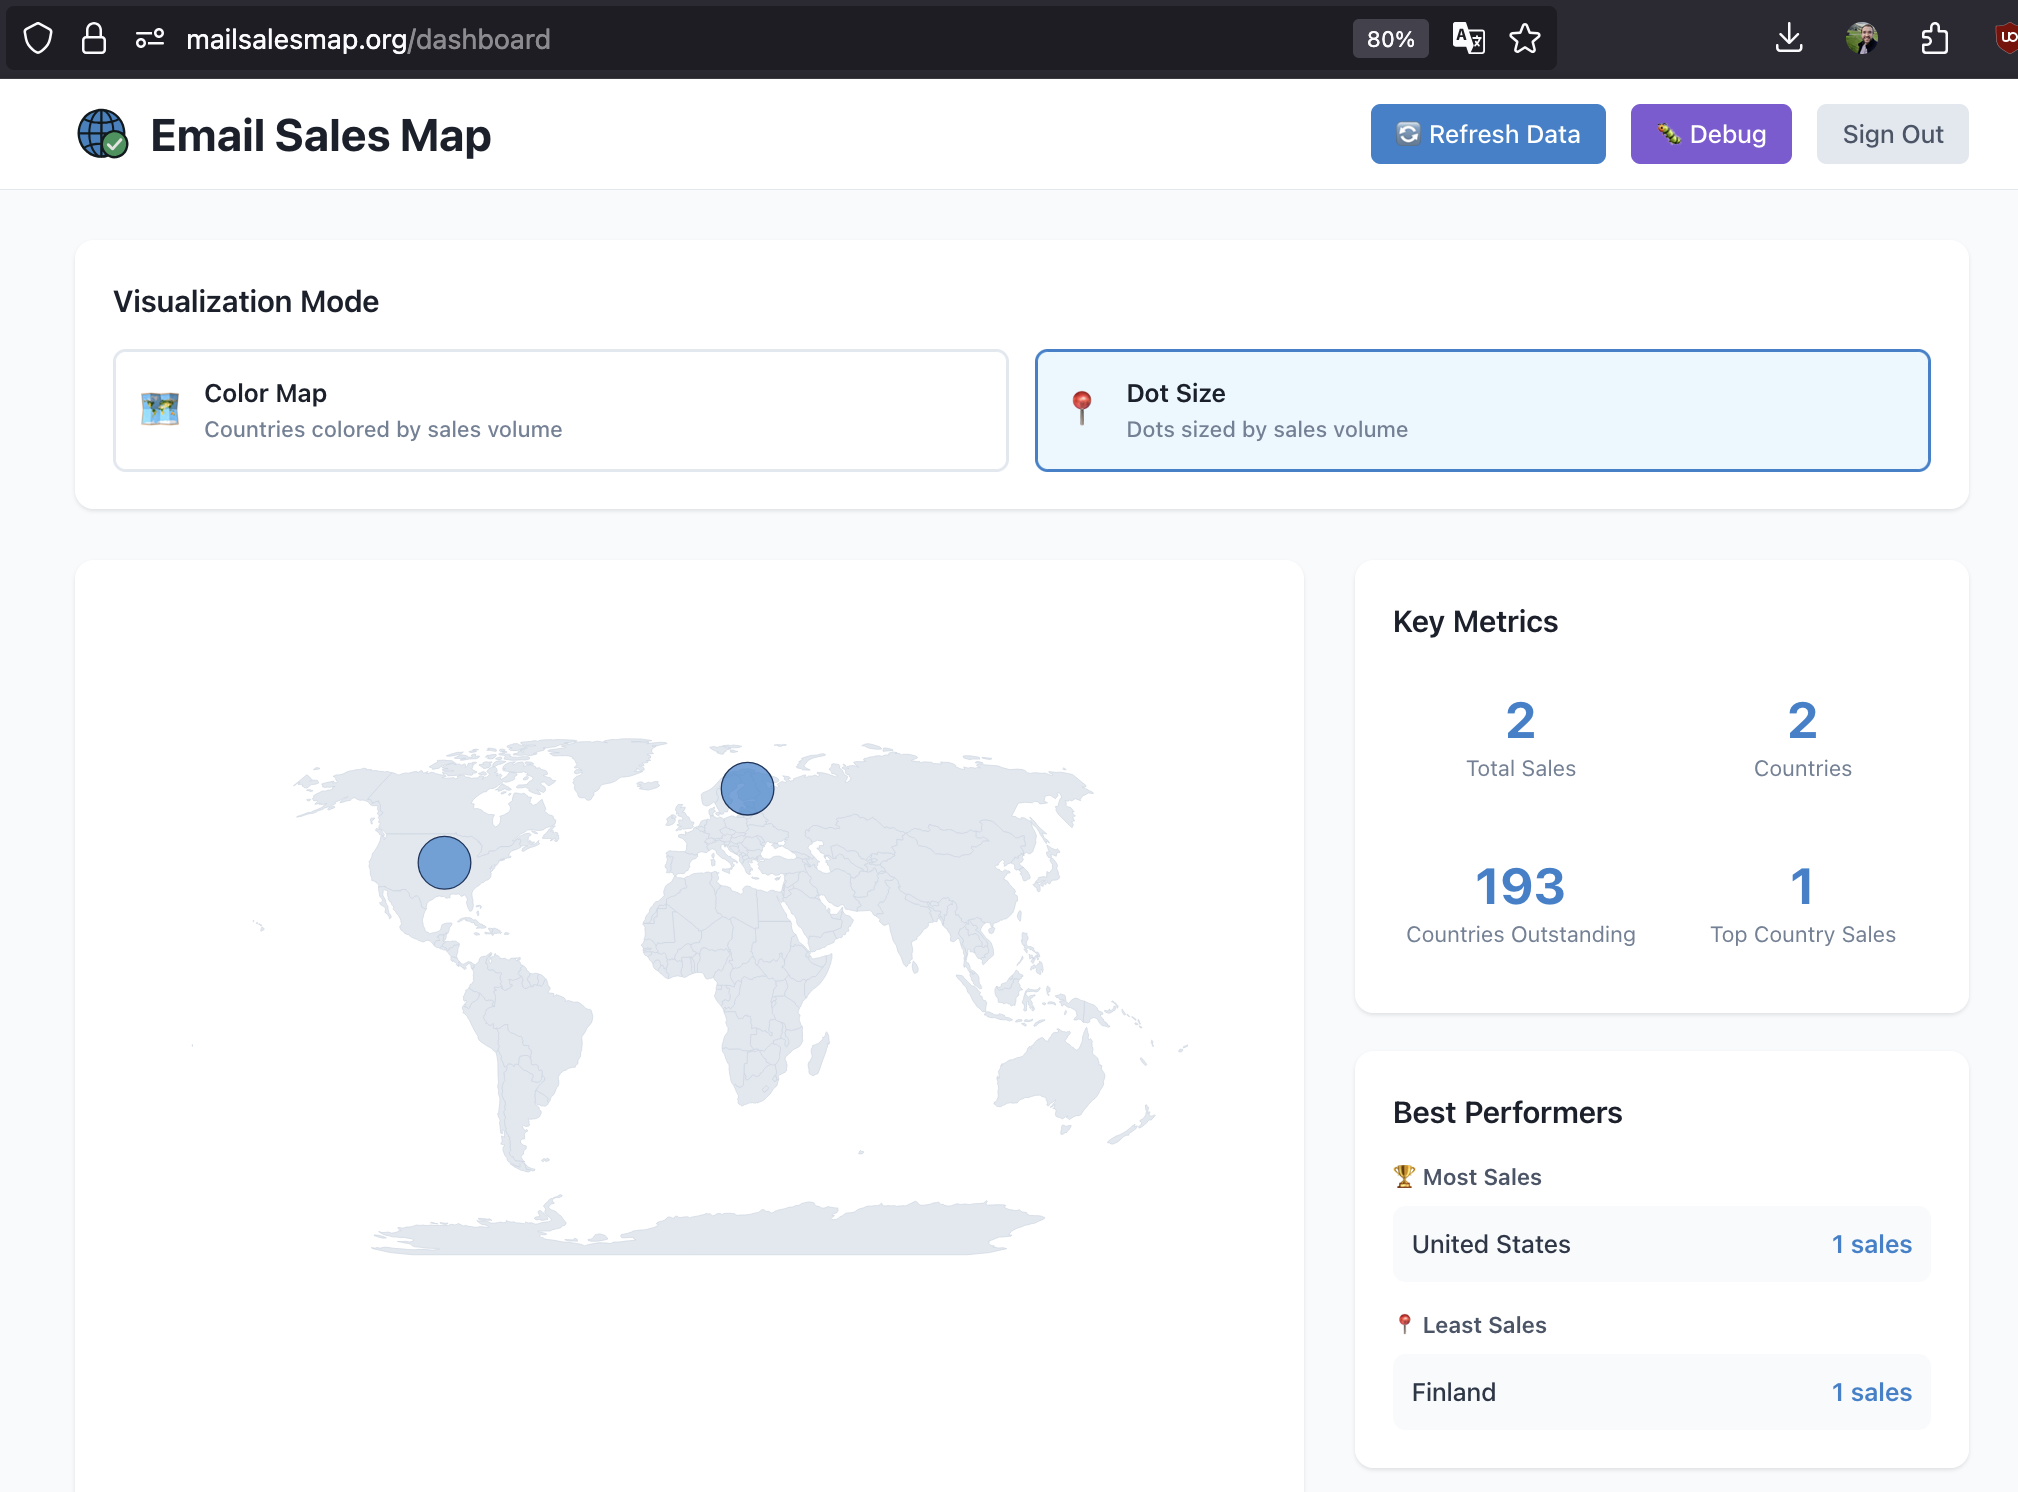 mailsalesmap.org/dashboard
80%
Email Sales Map
Refresh Data
Debug
Sign Out
Visualization Mode
Color Map
Countries colored by sales volume
Dot Size
Dots sized by sales volume
Key Metrics
2
Total Sales
2
Countries
193
Countries Outstanding
1
Top Country Sales
Best Performers
Most Sales
United States
1 sales
Least Sales
Finland
1 sales